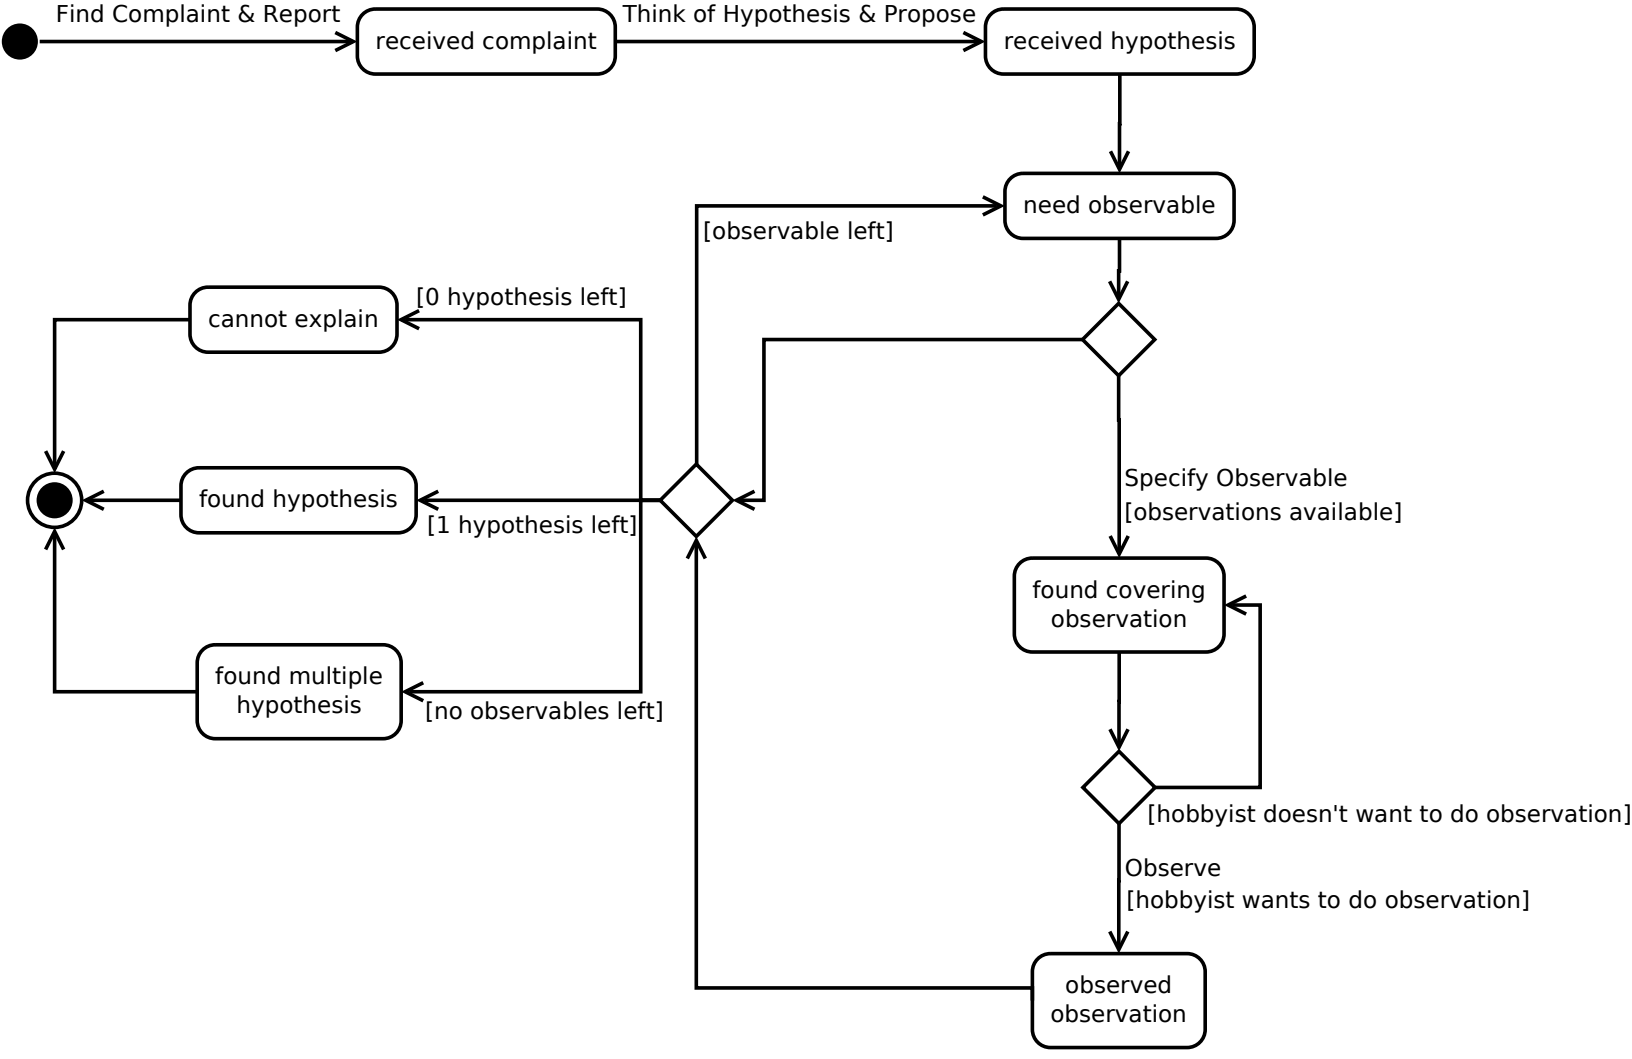 Find Complaint & Report
Think of Hypothesis & Propose
received complaint
received hypothesis
need observable
[observable left]
[0 hypothesis left]
cannot explain
Specify Observable
found hypothesis
[observations available]
[1 hypothesis left]
found covering
observation
found multiple
hypothesis
[no observables left]
[hobbyist doesn't want to do observation]
Observe
[hobbyist wants to do observation]
observed
observation